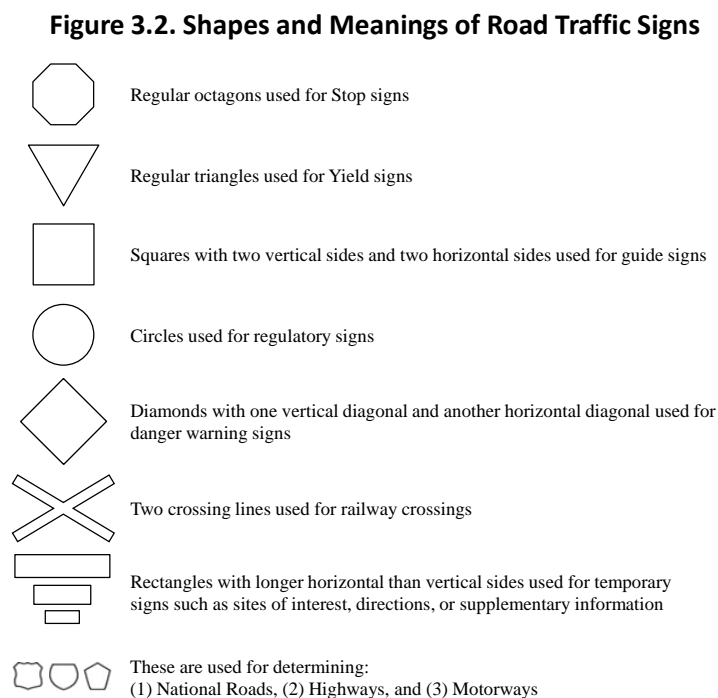 Figure 3.2. Shapes and Meanings of Road Traffic Signs
Regular octagons used for Stop signs
Regular triangles used for Yield signs
Squares with two vertical sides and two horizontal sides used for guide signs
Circles used for regulatory signs
Diamonds with one vertical diagonal and another horizontal diagonal used for
danger warning signs
Two crossing lines used for railway crossings
Rectangles with longer horizontal than vertical sides used for temporary
signs such as sites of interest, directions, or supplementary information
These are used for determining:
(1) National Roads, (2) Highways, and (3) Motorways